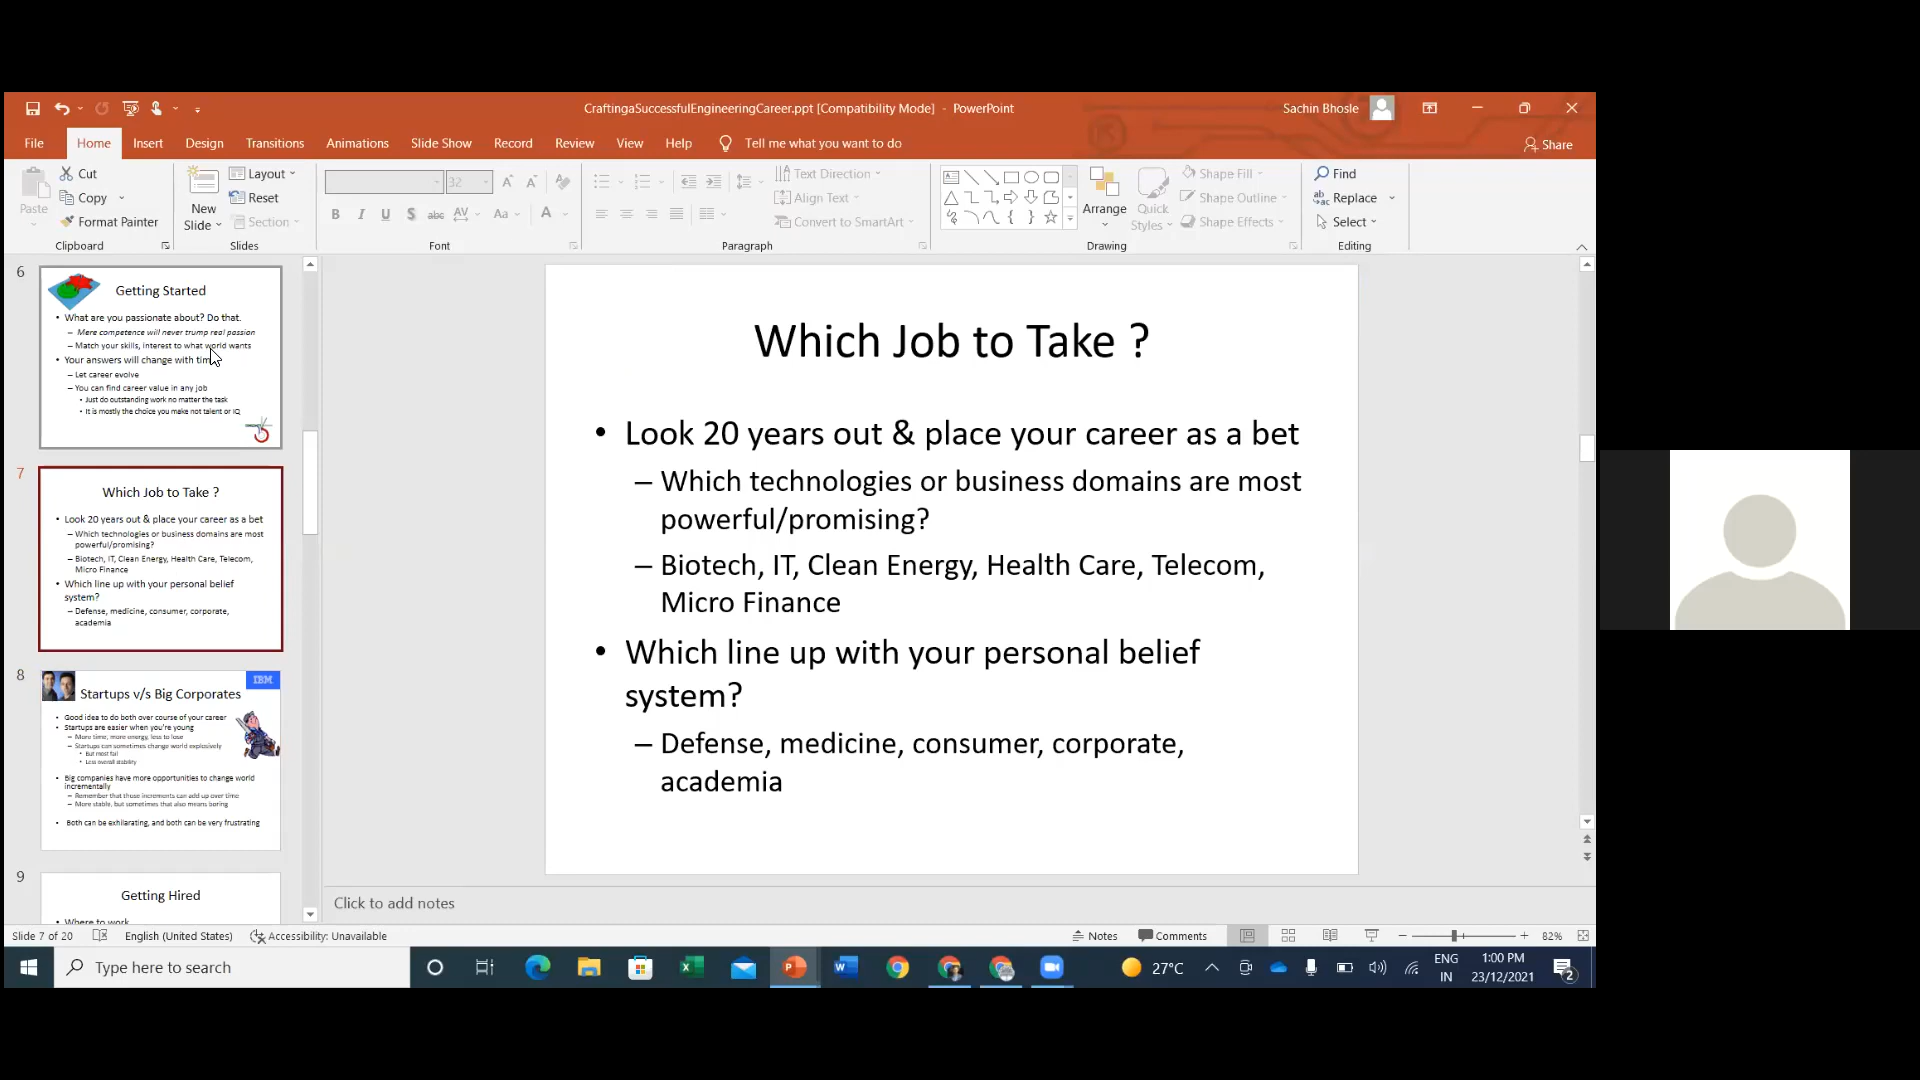 CraftingaSuccessfulEngineeringCareer.ppt [Compatibility Mode] - PowerPoint
Sachin Bhosle
File Home Insert Design Transitions Animations Slide Show Record Review View Help Tell me what you want to do
Share
Paste
Cut
Copy
Format Painter
Clipboard
New
Slide
Layout
Reset
Section
Slides
32
B I U S abc AV Aa A
Font
Text Direction
Align Text
Convert to SmartArt
Paragraph
Arrange
Quick
Styles
Shape Fill
Shape Outline
Shape Effects
Drawing
Find
Replace
Select
Editing
6
Getting Started
• What are you passionate about? Do that.
– Mere competence will never trump real passion
– Match your skills, interest to what world wants
• Your answers will change with tim
– Let career evolve
– You can find career value in any job
• Just do outstanding work no matter the task
• It is mostly the choice you make not talent or IQ
7
Which Job to Take ?
• Look 20 years out & place your career as a bet
– Which technologies or business domains are most
powerful/promising?
– Biotech, IT, Clean Energy, Health Care, Telecom,
Micro Finance
• Which line up with your personal belief
system?
– Defense, medicine, consumer, corporate,
academia
8
IBM
Startups v/s Big Corporates
• Good idea to do both over course of your career
• Startups are easier when you're young
– More time, more energy, less to lose
– Startups can sometimes change world explosively
• But most fail
• Less overall stability
• Big companies have more opportunities to change world
incrementally
– Remember that those increments can add up over time
– More stable, but sometimes that also means boring
• Both can be exhilarating, and both can be very frustrating
9
Getting Hired
• Where to work
Which Job to Take ?
• Look 20 years out & place your career as a bet
– Which technologies or business domains are most
powerful/promising?
– Biotech, IT, Clean Energy, Health Care, Telecom,
Micro Finance
• Which line up with your personal belief
system?
– Defense, medicine, consumer, corporate,
academia
Click to add notes
Slide 7 of 20 English (United States) Accessibility: Unavailable
Notes Comments 82%
Type here to search
27°C
ENG
IN
1:00 PM
23/12/2021
2